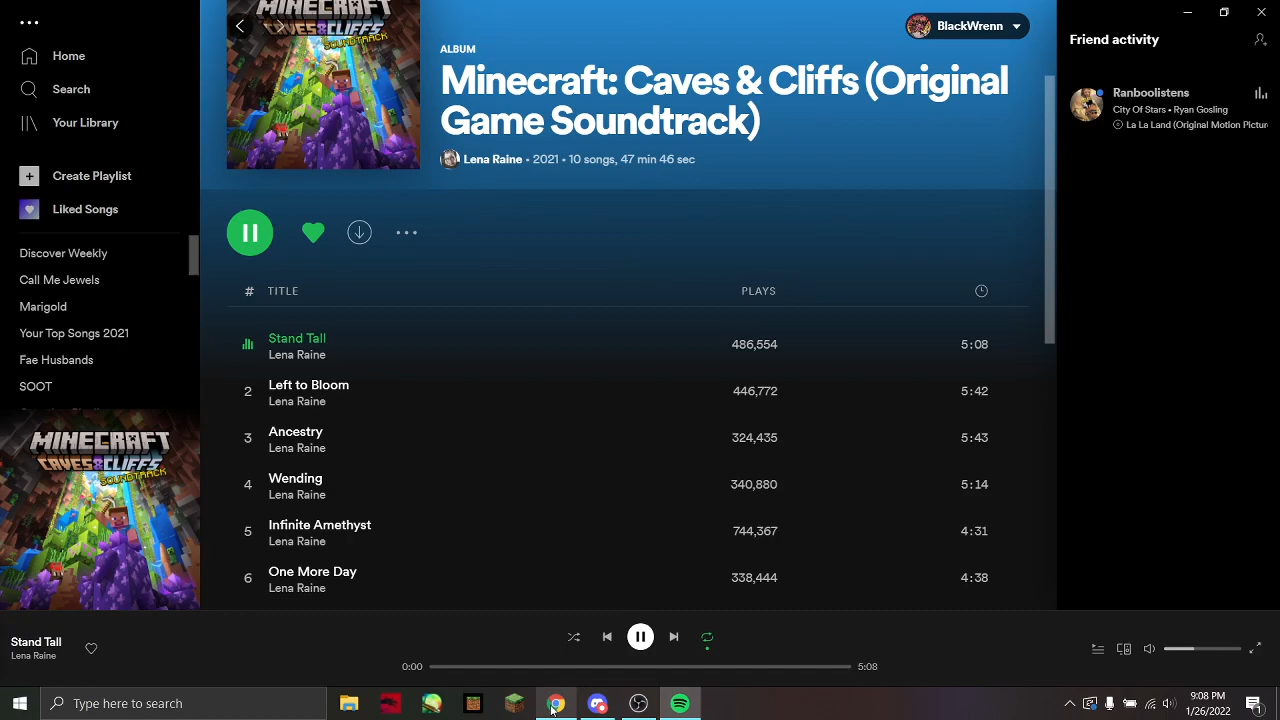 Home
Search
Your Library
Create Playlist
Liked Songs
Discover Weekly
Call Me Jewels
Marigold
Your Top Songs 2021
Fae Husbands
SOOT
MINECRAFT
CAVES & CLIFFS
SOUNDTRACK
MINECRAFT
CAVES & CLIFFS
SOUNDTRACK
BlackWrenn
ALBUM
Minecraft: Caves & Cliffs (Original
Game Soundtrack)
Lena Raine • 2021 • 10 songs, 47 min 46 sec
# TITLE PLAYS
Stand Tall 486,554 5:08
Lena Raine
2 Left to Bloom 446,772 5:42
Lena Raine
3 Ancestry 324,435 5:43
Lena Raine
4 Wending 340,880 5:14
Lena Raine
5 Infinite Amethyst 744,367 4:31
Lena Raine
6 One More Day 338,444 4:38
Lena Raine
Friend activity
Ranboolistens
City Of Stars • Ryan Gosling
La La Land (Original Motion Pictur
Stand Tall
Lena Raine
0:00 5:08
Type here to search
9:08 PM
1/26/2022
1